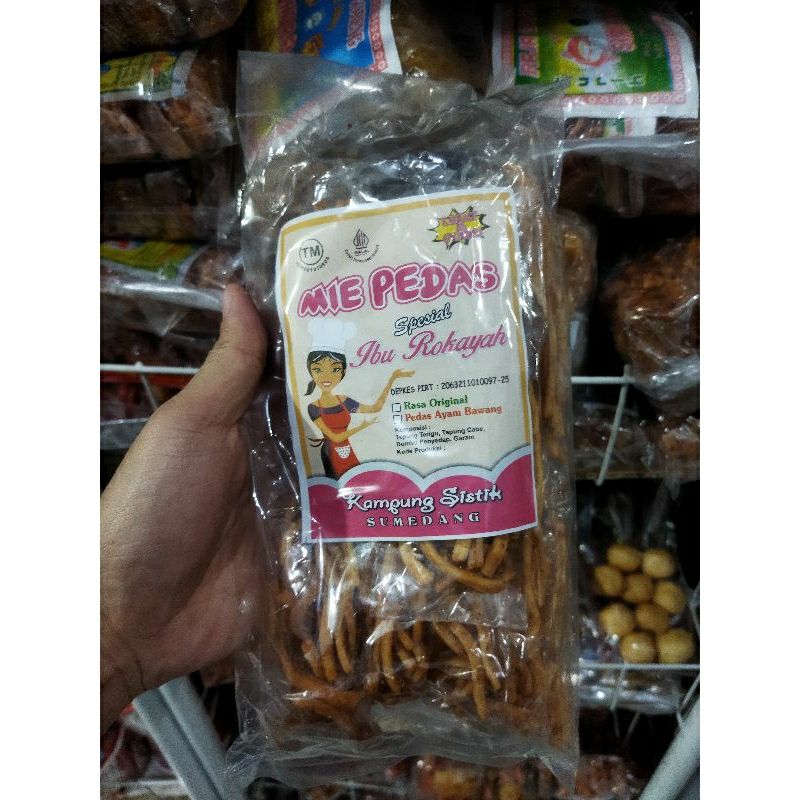 TM
MIE PEDAS
Spesial
Ibu Rokayah
DEPKES PIRT : 2063211010097-25
Rasa Original
Pedas Ayam Bawang
Komposisi :
Tepung Terigu, Tepung Cabe,
Bumbu Penyedap, Garam
Kode Produksi :
Kampung Sistik
SUMEDANG